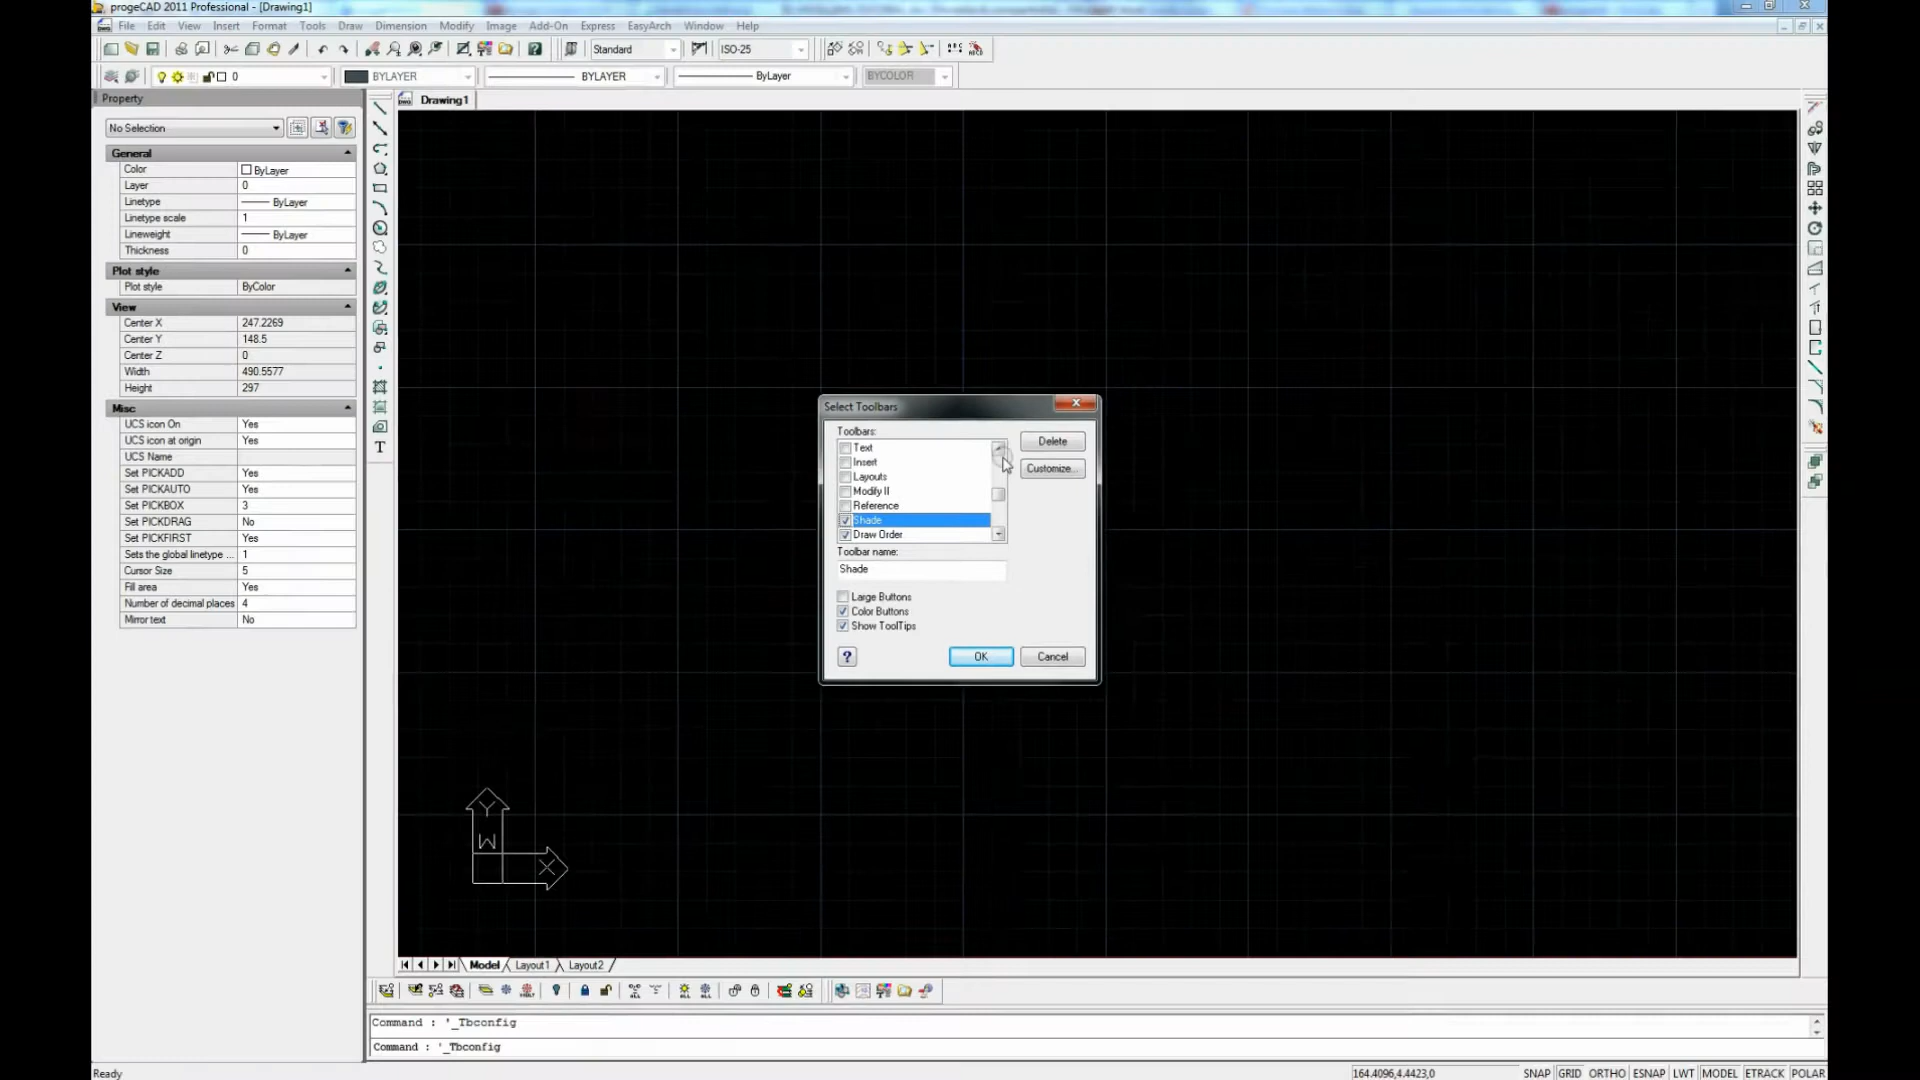 progeCAD 2011 Professional - [Drawing1]
File Edit View Insert Format Tools Draw Dimension Modify Image Add-On Express EasyArch Window Help
Standard ISO-25
0 BYLAYER BYLAYER ByLayer BYCOLOR
Property
Drawing1
No Selection
General
Color ByLayer
Layer 0
Linetype ByLayer
Linetype scale 1
Lineweight ByLayer
Thickness 0
Plot style
Plot style ByColor
View
Center X 247.2269
Center Y 148.5
Center Z 0
Width 490.5577
Height 297
Misc
UCS icon On Yes
UCS icon at origin Yes
UCS Name
Set PICKADD Yes
Set PICKAUTO Yes
Set PICKBOX 3
Set PICKDRAG No
Set PICKFIRST Yes
Sets the global linetype ... 1
Cursor Size 5
Fill area Yes
Number of decimal places 4
Mirror text No
T
Select Toolbars
Toolbars:
Text
Insert
Layouts
Modify II
Reference
Shade
Draw Order
Delete
Customize...
Toolbar name:
Shade
Large Buttons
Color Buttons
Show ToolTips
? OK Cancel
Y
W
X
Model Layout1 Layout2
Command : '_Tbconfig
Command : '_Tbconfig
Ready 164.4096,4.4423,0 SNAP GRID ORTHO ESNAP LWT MODEL ETRACK POLAR